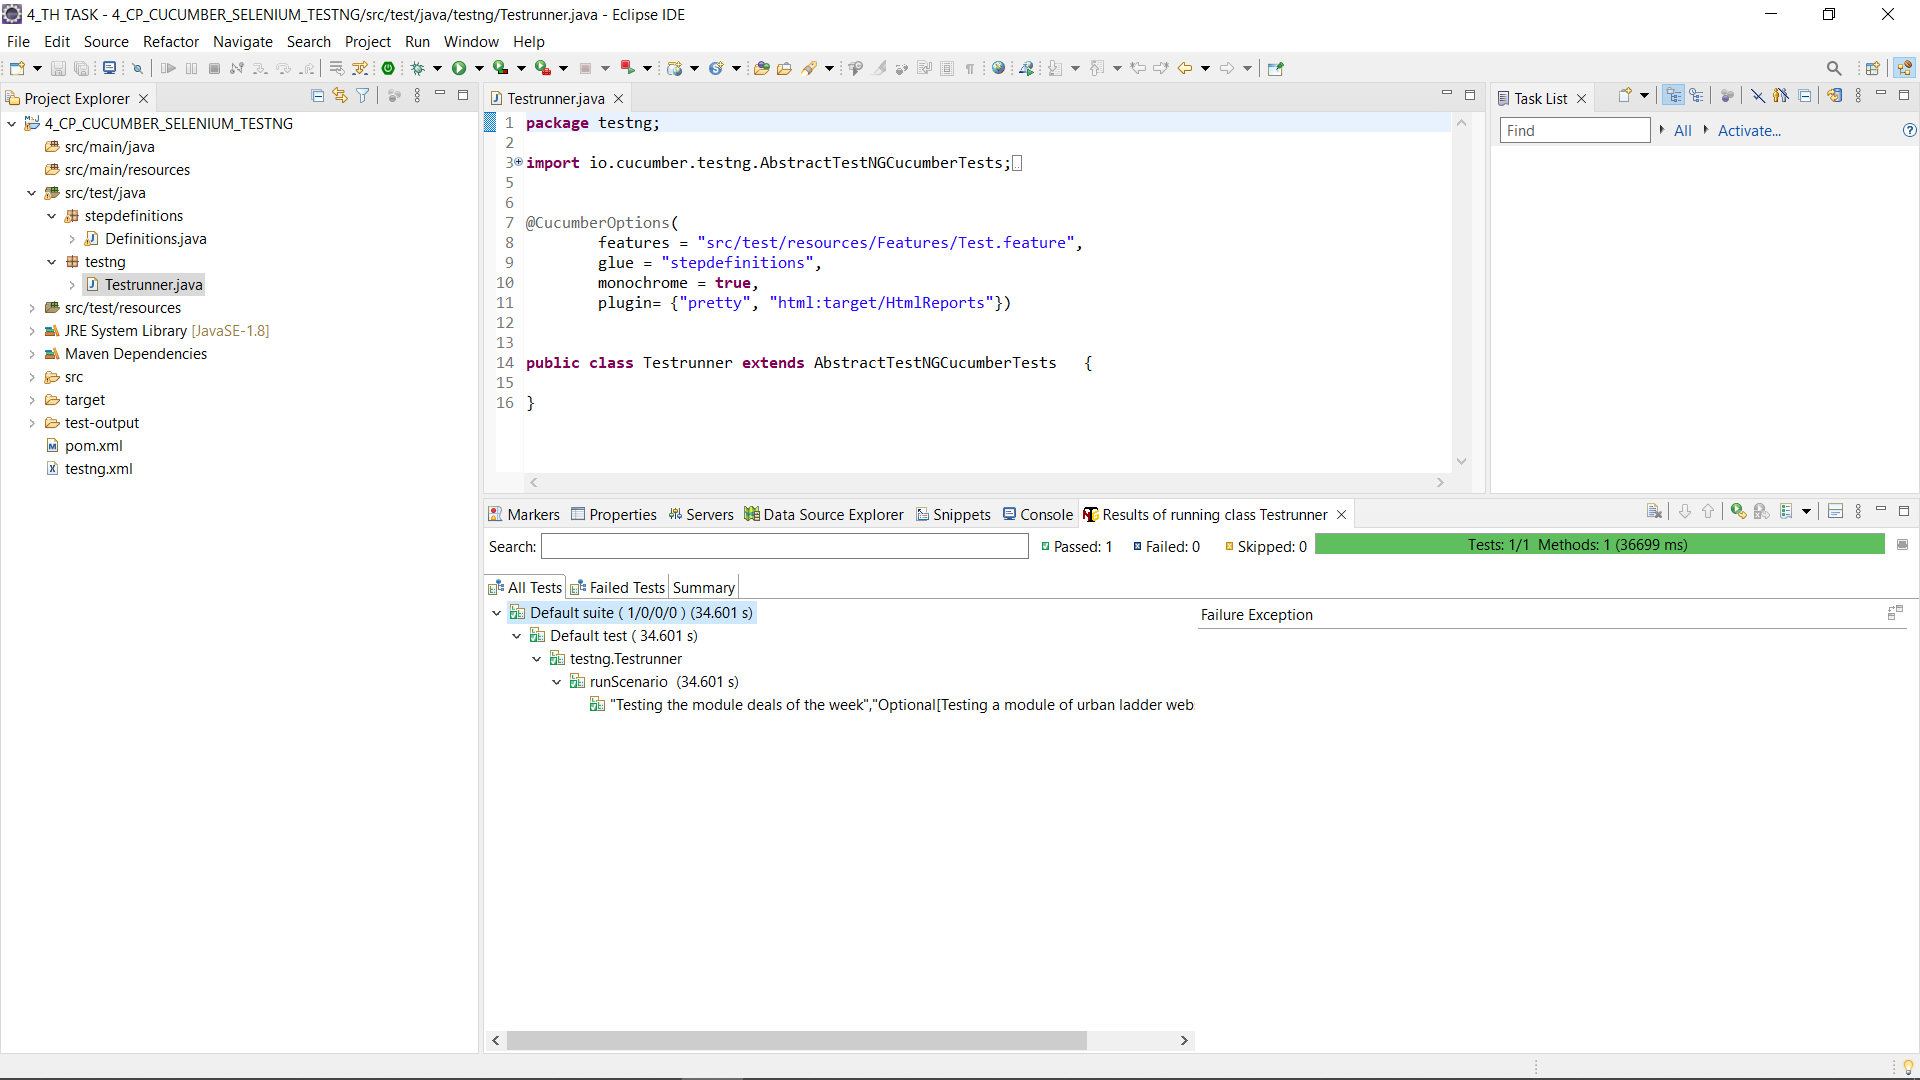 4_TH TASK - 4_CP_CUCUMBER_SELENIUM_TESTNG/src/test/java/testng/Testrunner.java - Eclipse IDE
File Edit Source Refactor Navigate Search Project Run Window Help
Project Explorer
4_CP_CUCUMBER_SELENIUM_TESTNG
src/main/java
src/main/resources
src/test/java
stepdefinitions
Definitions.java
testng
Testrunner.java
src/test/resources
JRE System Library [JavaSE-1.8]
Maven Dependencies
src
target
test-output
pom.xml
testng.xml
Testrunner.java
1 package testng;
2
3 import io.cucumber.testng.AbstractTestNGCucumberTests;
5
6
7 @CucumberOptions(
8 features = "src/test/resources/Features/Test.feature",
9 glue = "stepdefinitions",
10 monochrome = true,
11 plugin= {"pretty", "html:target/HtmlReports"})
12
13
14 public class Testrunner extends AbstractTestNGCucumberTests {
15
16 }
Task List
Find All Activate...
Markers Properties Servers Data Source Explorer Snippets Console Results of running class Testrunner
Search: Passed: 1 Failed: 0 Skipped: 0 Tests: 1/1 Methods: 1 (36699 ms)
All Tests Failed Tests Summary
Default suite ( 1/0/0/0 ) (34.601 s)
Default test ( 34.601 s)
testng.Testrunner
runScenario (34.601 s)
"Testing the module deals of the week","Optional[Testing a module of urban ladder web
Failure Exception